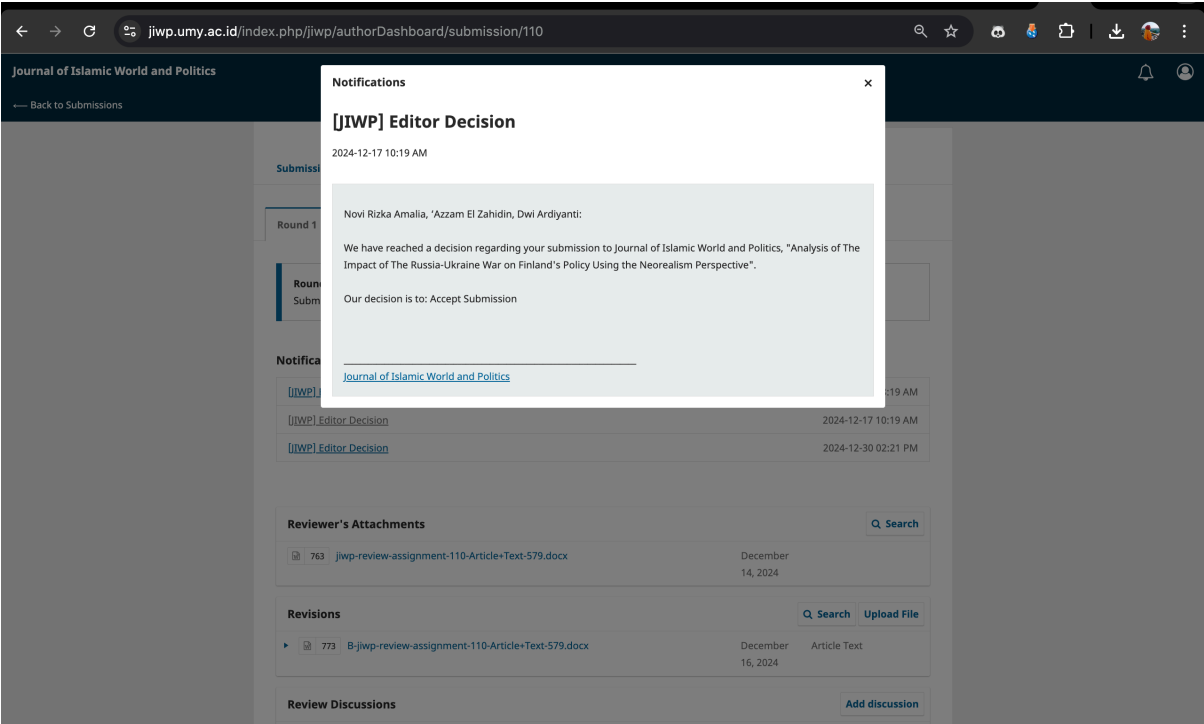 jiwp.umy.ac.id/index.php/jiwp/authorDashboard/submission/110
Journal of Islamic World and Politics
← Back to Submissions
Notifications ×
[JIWP] Editor Decision
2024-12-17 10:19 AM
Novi Rizka Amalia, ‘Azzam El Zahidin, Dwi Ardiyanti:
We have reached a decision regarding your submission to Journal of Islamic World and Politics, "Analysis of The
Impact of The Russia-Ukraine War on Finland's Policy Using the Neorealism Perspective".
Our decision is to: Accept Submission
Journal of Islamic World and Politics
Submissi
Round 1
Roun
Subm
Notifica
[JIWP] :19 AM
[JIWP] Editor Decision 2024-12-17 10:19 AM
[JIWP] Editor Decision 2024-12-30 02:21 PM
Reviewer's Attachments Search
763 jiwp-review-assignment-110-Article+Text-579.docx December
14, 2024
Revisions Search Upload File
773 B-jiwp-review-assignment-110-Article+Text-579.docx December Article Text
16, 2024
Review Discussions Add discussion